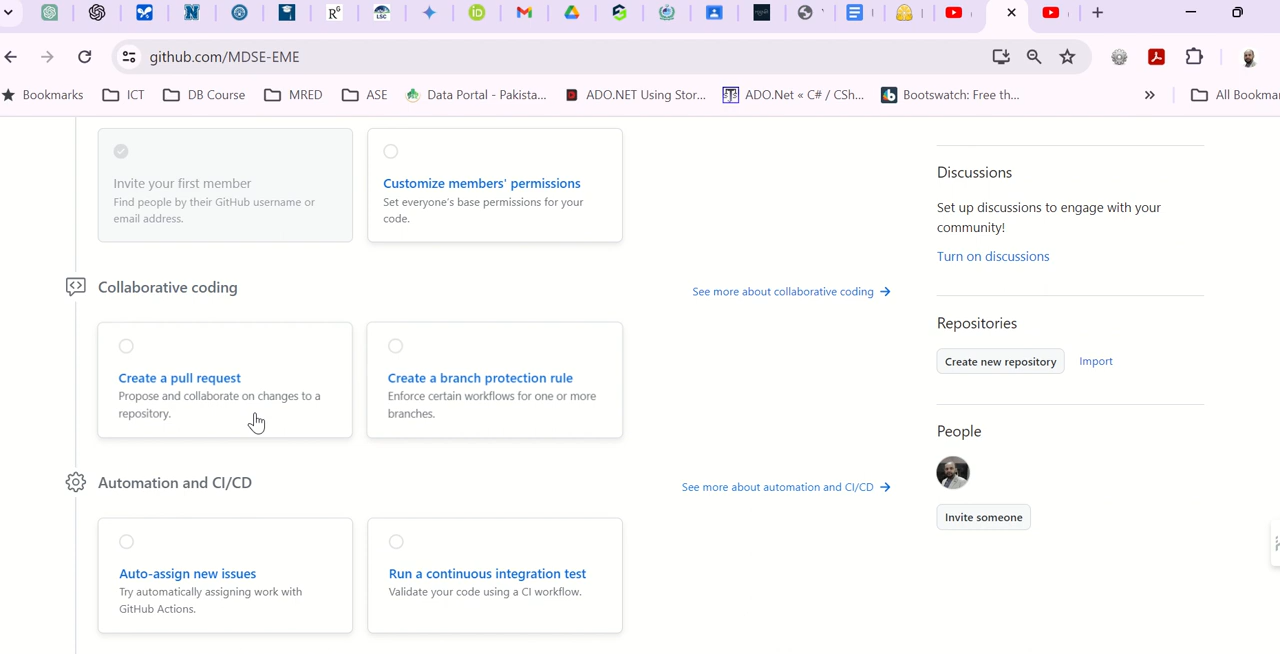 github.com/MDSE-EME
Bookmarks ICT DB Course MRED ASE Data Portal - Pakista... ADO.NET Using Stor... ADO.Net « C# / CSh... Bootswatch: Free th... » All Bookmar
Invite your first member
Find people by their GitHub username or
email address.
Customize members' permissions
Set everyone's base permissions for your
code.
Collaborative coding
See more about collaborative coding →
Create a pull request
Propose and collaborate on changes to a
repository.
Create a branch protection rule
Enforce certain workflows for one or more
branches.
Automation and CI/CD
See more about automation and CI/CD →
Auto-assign new issues
Try automatically assigning work with
GitHub Actions.
Run a continuous integration test
Validate your code using a CI workflow.
Discussions
Set up discussions to engage with your
community!
Turn on discussions
Repositories
Create new repository Import
People
Invite someone